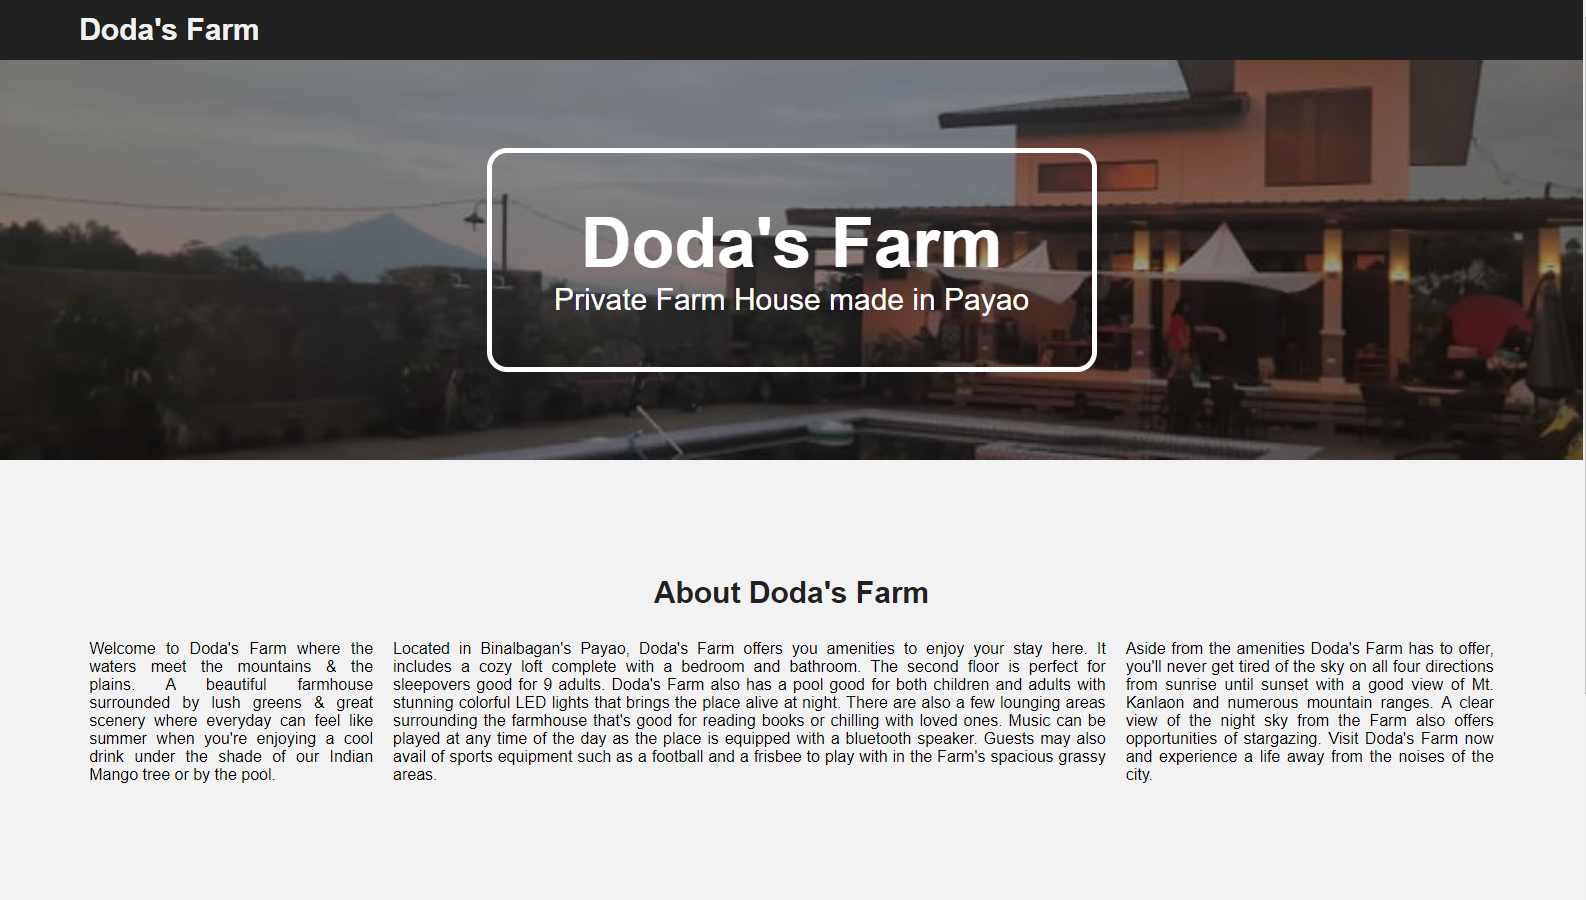 Doda's Farm
Doda's Farm
Private Farm House made in Payao
About Doda's Farm
Welcome to Doda's Farm where the
waters meet the mountains & the
plains. A beautiful farmhouse
surrounded by lush greens & great
scenery where everyday can feel like
summer when you're enjoying a cool
drink under the shade of our Indian
Mango tree or by the pool.
Located in Binalbagan's Payao, Doda's Farm offers you amenities to enjoy your stay here. It
includes a cozy loft complete with a bedroom and bathroom. The second floor is perfect for
sleepovers good for 9 adults. Doda's Farm also has a pool good for both children and adults with
stunning colorful LED lights that brings the place alive at night. There are also a few lounging areas
surrounding the farmhouse that's good for reading books or chilling with loved ones. Music can be
played at any time of the day as the place is equipped with a bluetooth speaker. Guests may also
avail of sports equipment such as a football and a frisbee to play with in the Farm's spacious grassy
areas.
Aside from the amenities Doda's Farm has to offer,
you'll never get tired of the sky on all four directions
from sunrise until sunset with a good view of Mt.
Kanlaon and numerous mountain ranges. A clear
view of the night sky from the Farm also offers
opportunities of stargazing. Visit Doda's Farm now
and experience a life away from the noises of the
city.